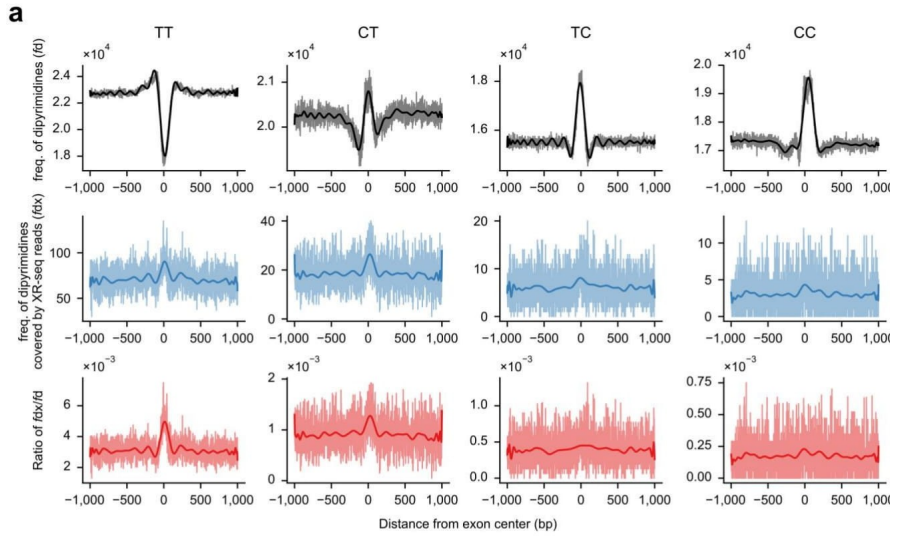 a
TT CT TC CC
freq. of dipyrimidines (fd)
×10⁴ ×10⁴ ×10⁴ ×10⁴
2.4 2.2 2.0 1.8
2.1 2.0
1.8 1.6
2.0 1.9 1.8 1.7
−1,000 −500 0 500 1,000 −1,000 −500 0 500 1,000 −1,000 −500 0 500 1,000 −1,000 −500 0 500 1,000
freq. of dipyrimidines
covered by XR-seq reads (fdx)
100 50
40 20 0
20 10 0
10 5 0
−1,000 −500 0 500 1,000 −1,000 −500 0 500 1,000 −1,000 −500 0 500 1,000 −1,000 −500 0 500 1,000
Ratio of fdx/fd
×10⁻³ ×10⁻³ ×10⁻³ ×10⁻³
6 4 2
2 1 0
1.0 0.5 0.0
0.75 0.50 0.25 0.00
−1,000 −500 0 500 1,000 −1,000 −500 0 500 1,000 −1,000 −500 0 500 1,000 −1,000 −500 0 500 1,000
Distance from exon center (bp)